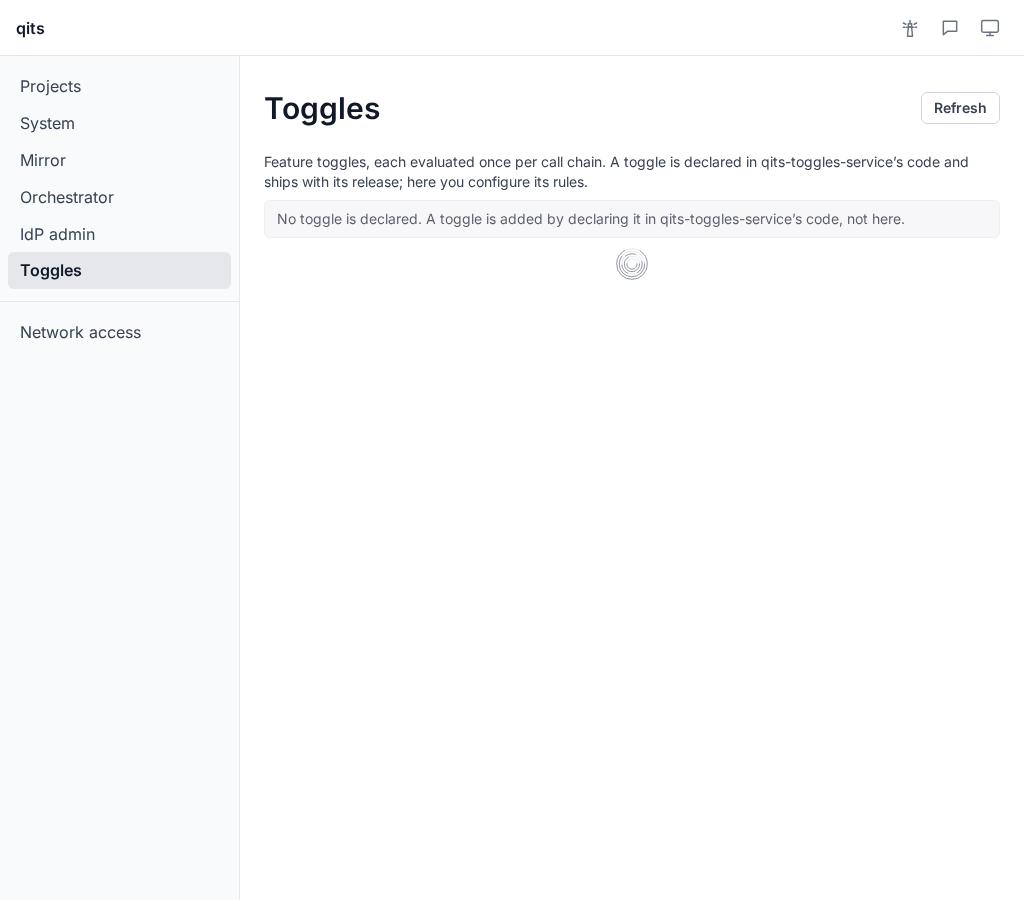 qits
Projects
System
Mirror
Orchestrator
IdP admin
Toggles
Network access
Toggles
Refresh
Feature toggles, each evaluated once per call chain. A toggle is declared in qits-toggles-service’s code and
ships with its release; here you configure its rules.
No toggle is declared. A toggle is added by declaring it in qits-toggles-service’s code, not here.